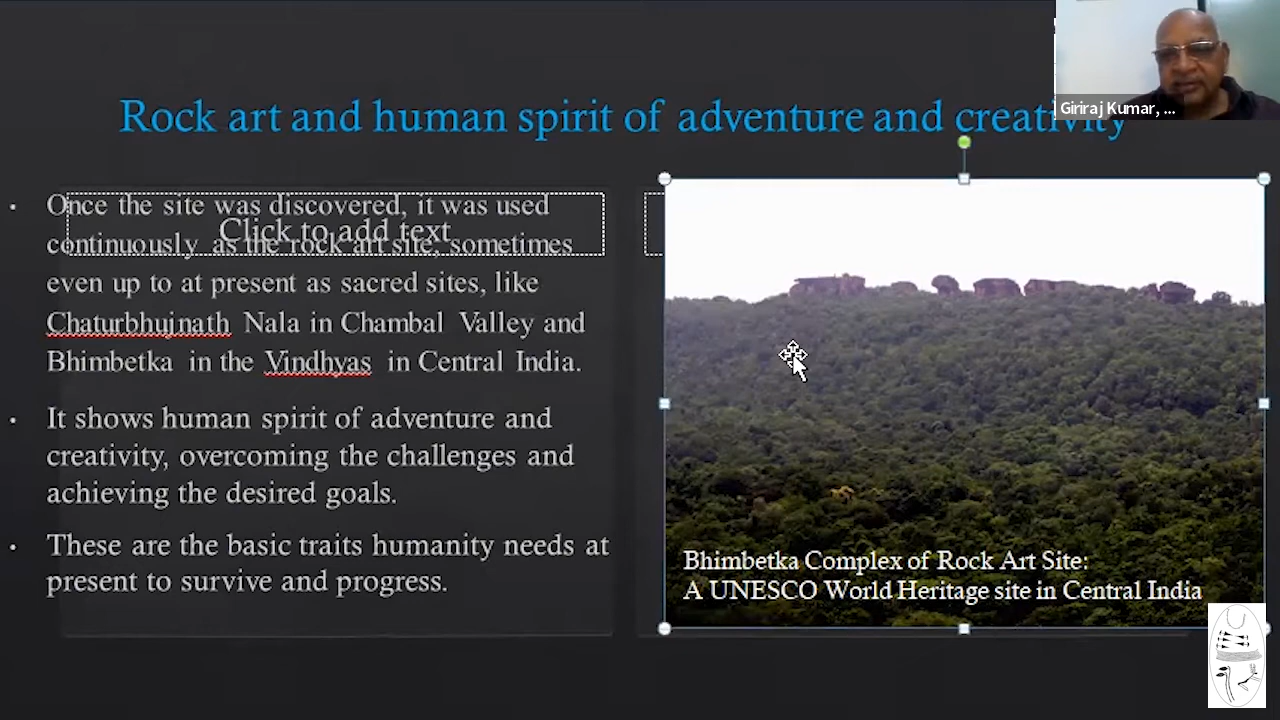 Rock art and human spirit of adventure and creativity
Giriraj Kumar, ...
Click to add text
• Once the site was discovered, it was used
continuously as the rock art site, sometimes
even up to at present as sacred sites, like
Chaturbhujnath Nala in Chambal Valley and
Bhimbetka in the Vindhyas in Central India.
• It shows human spirit of adventure and
creativity, overcoming the challenges and
achieving the desired goals.
• These are the basic traits humanity needs at
present to survive and progress.
Bhimbetka Complex of Rock Art Site:
A UNESCO World Heritage site in Central India